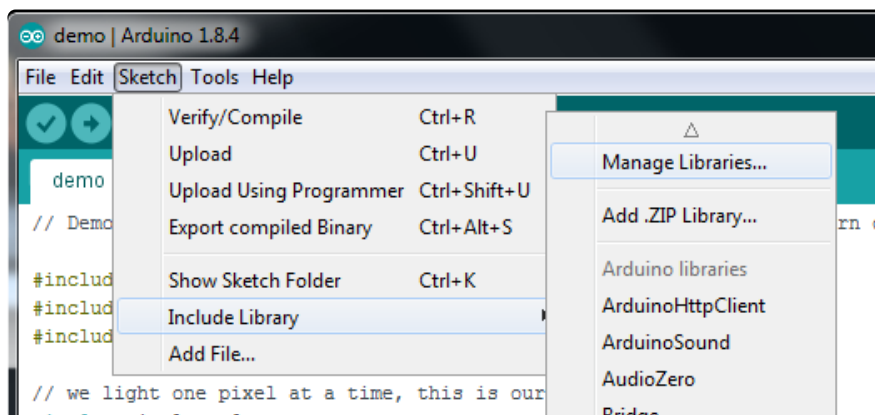 demo | Arduino 1.8.4
File Edit Sketch Tools Help
Verify/Compile Ctrl+R
Upload Ctrl+U
Upload Using Programmer Ctrl+Shift+U
Export compiled Binary Ctrl+Alt+S
Show Sketch Folder Ctrl+K
Include Library
Add File...
Manage Libraries...
Add .ZIP Library...
Arduino libraries
ArduinoHttpClient
ArduinoSound
AudioZero
Bridge
demo
// Demo
#includ
#includ
#includ
// we light one pixel at a time, this is our